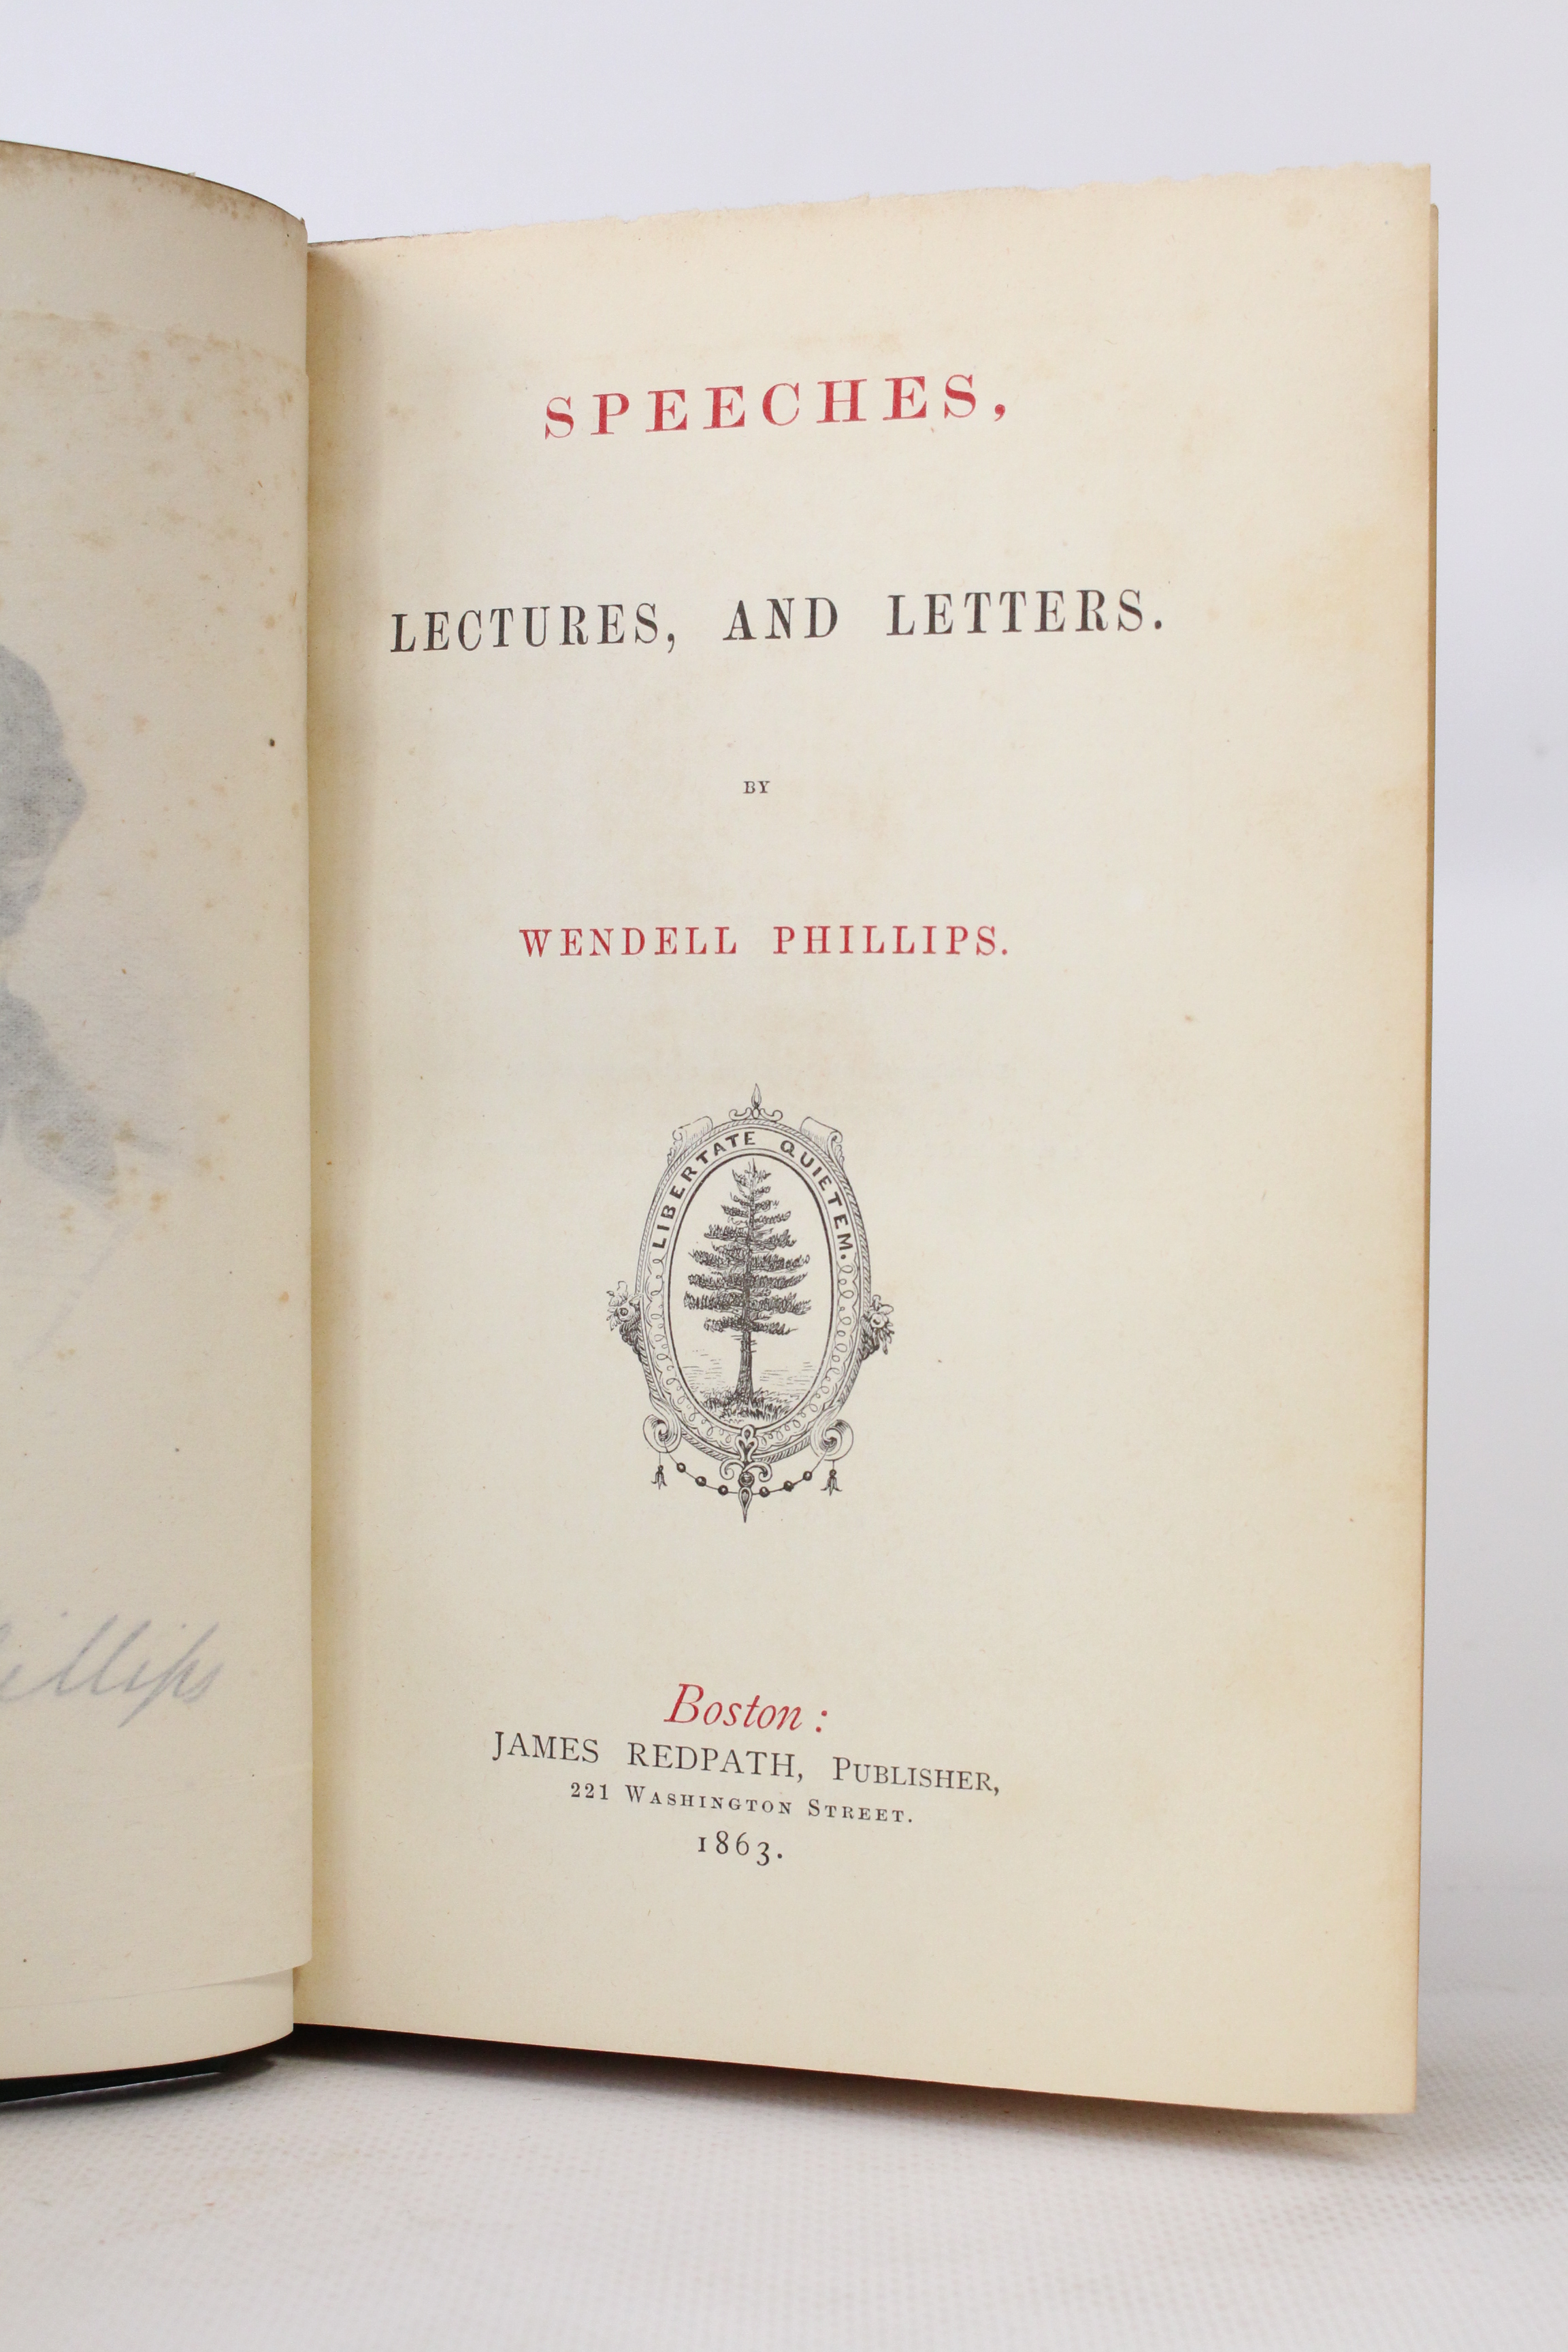 SPEECHES,
LECTURES, AND LETTERS.
BY
WENDELL PHILLIPS.
LIBERTATE QUIETEM.
Boston:
JAMES REDPATH, PUBLISHER,
221 WASHINGTON STREET.
1863.